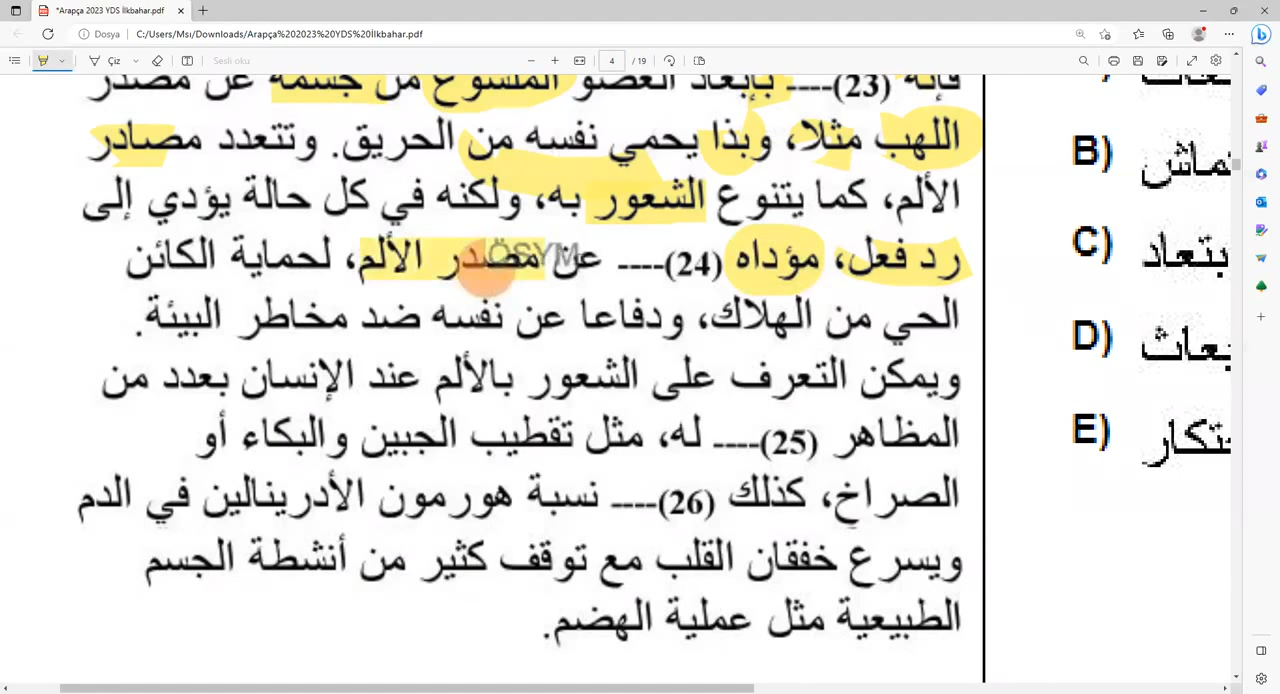 *Arapça 2023 YDS İlkbahar.pdf
Dosya
C:/Users/Msı/Downloads/Arapça%202023%20YDS%20İlkbahar.pdf
Çiz
Sesli oku
4 / 19
فإنه (23)---- بإبعاد العضو الملسوع من جسمه عن مصدر
اللهب مثلا، وبذا يحمي نفسه من الحريق. وتتعدد مصادر
الألم، كما يتنوع الشعور به، ولكنه في كل حالة يؤدي إلى
رد فعل، مؤداه (24)---- عن مصدر الألم، لحماية الكائن
ÖSYM
الحي من الهلاك، ودفاعا عن نفسه ضد مخاطر البيئة.
ويمكن التعرف على الشعور بالألم عند الإنسان بعدد من
المظاهر (25)---- له، مثل تقطيب الجبين والبكاء أو
الصراخ، كذلك (26)---- نسبة هورمون الأدرينالين في الدم
ويسرع خفقان القلب مع توقف كثير من أنشطة الجسم
الطبيعية مثل عملية الهضم.
B)
C)
D)
E)